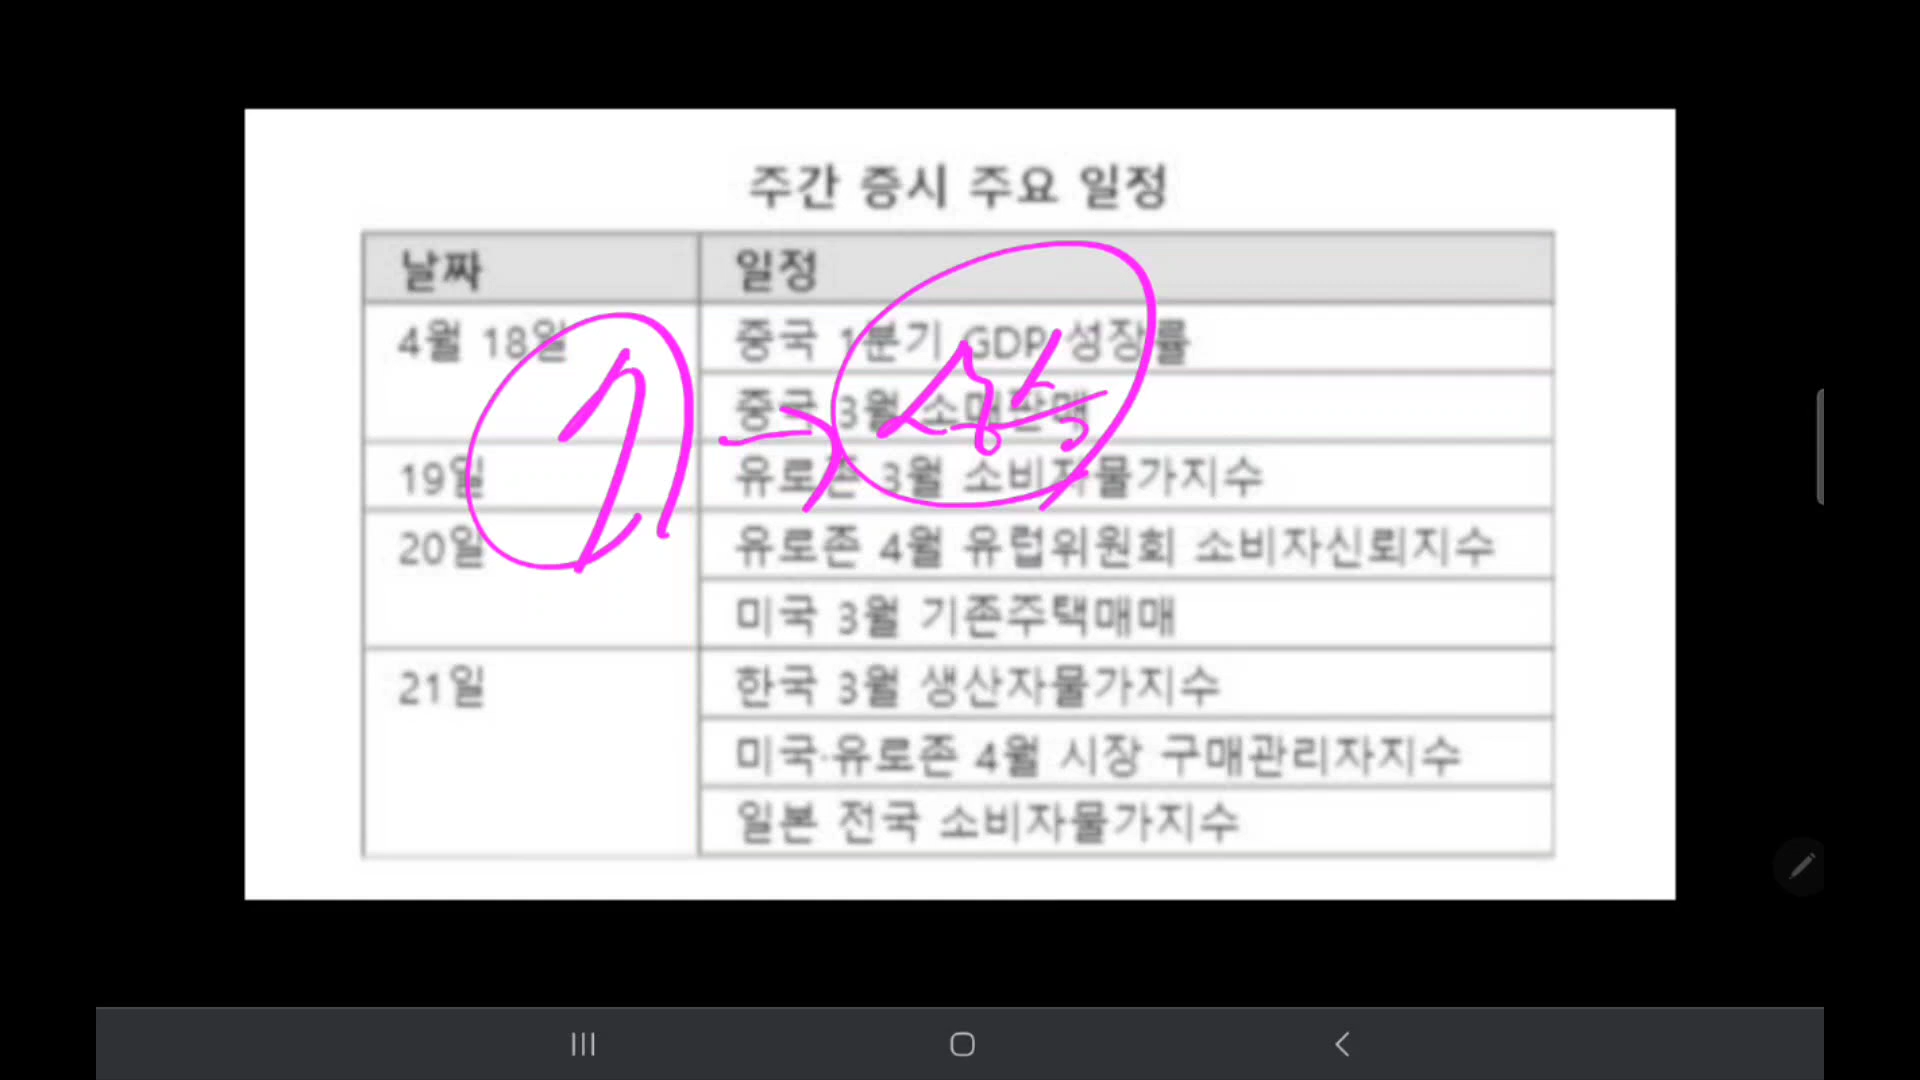 주간 증시 주요 일정
날짜 일정
4월 18일 중국 1분기 GDP 성장률
중국 3월 소매판매
19일 유로존 3월 소비자물가지수
20일 유로존 4월 유럽위원회 소비자신뢰지수
미국 3월 기존주택매매
21일 한국 3월 생산자물가지수
미국·유로존 4월 시장 구매관리자지수
일본 전국 소비자물가지수